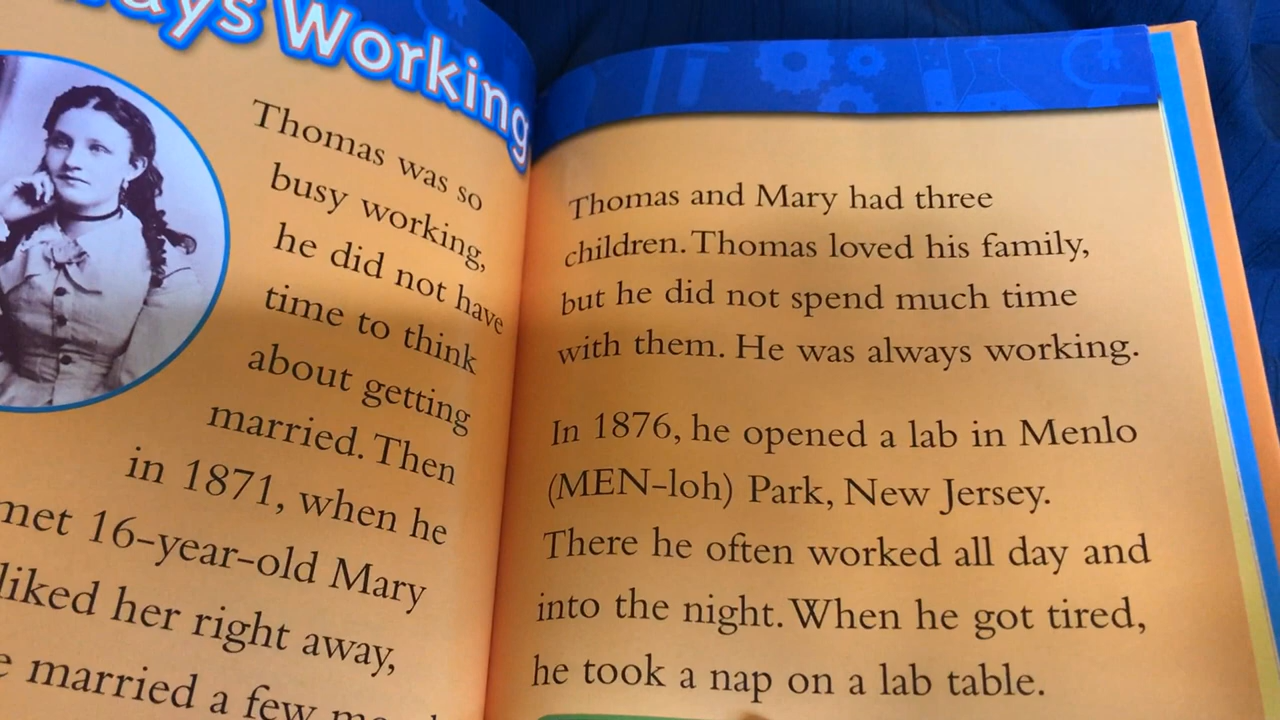 Working
Thomas was so
busy working,
he did not have
time to think
about getting
married. Then
in 1871, when he
met 16-year-old Mary
liked her right away,
married a few
Thomas and Mary had three
children. Thomas loved his family,
but he did not spend much time
with them. He was always working.
In 1876, he opened a lab in Menlo
(MEN-loh) Park, New Jersey.
There he often worked all day and
into the night. When he got tired,
he took a nap on a lab table.